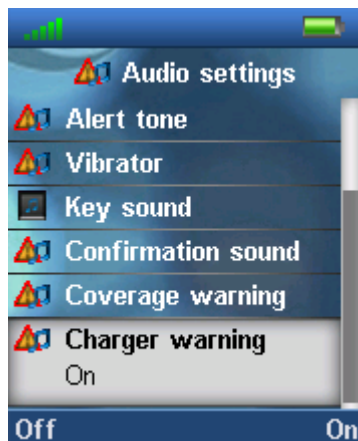 Audio settings
Alert tone
Vibrator
Key sound
Confirmation sound
Coverage warning
Charger warning
On
Off On